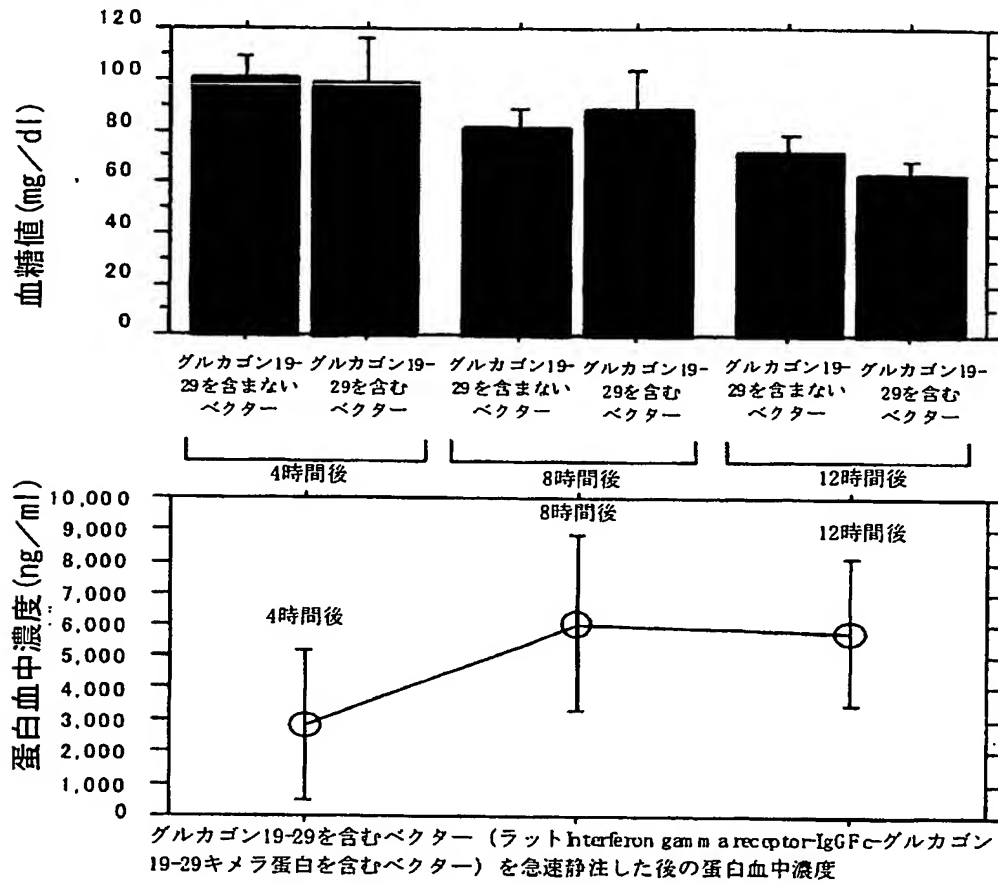 120
100
80
60
40
20
0
血糖値(mg/dl)
グルカゴン19-
29を含まない
ベクター
グルカゴン19-
29を含む
ベクター
グルカゴン19-
29を含まない
ベクター
グルカゴン19-
29を含む
ベクター
グルカゴン19-
29を含まない
ベクター
グルカゴン19-
29を含む
ベクター
4時間後
8時間後
12時間後
10,000
9,000
8,000
7,000
6,000
5,000
4,000
3,000
2,000
1,000
0
蛋白血中濃度(ng/ml)
4時間後
8時間後
12時間後
グルカゴン19-29を含むベクター (ラットInterferon gamma receptor-IgGFc-グルカゴン
19-29キメラ蛋白を含むベクター) を急速静注した後の蛋白血中濃度